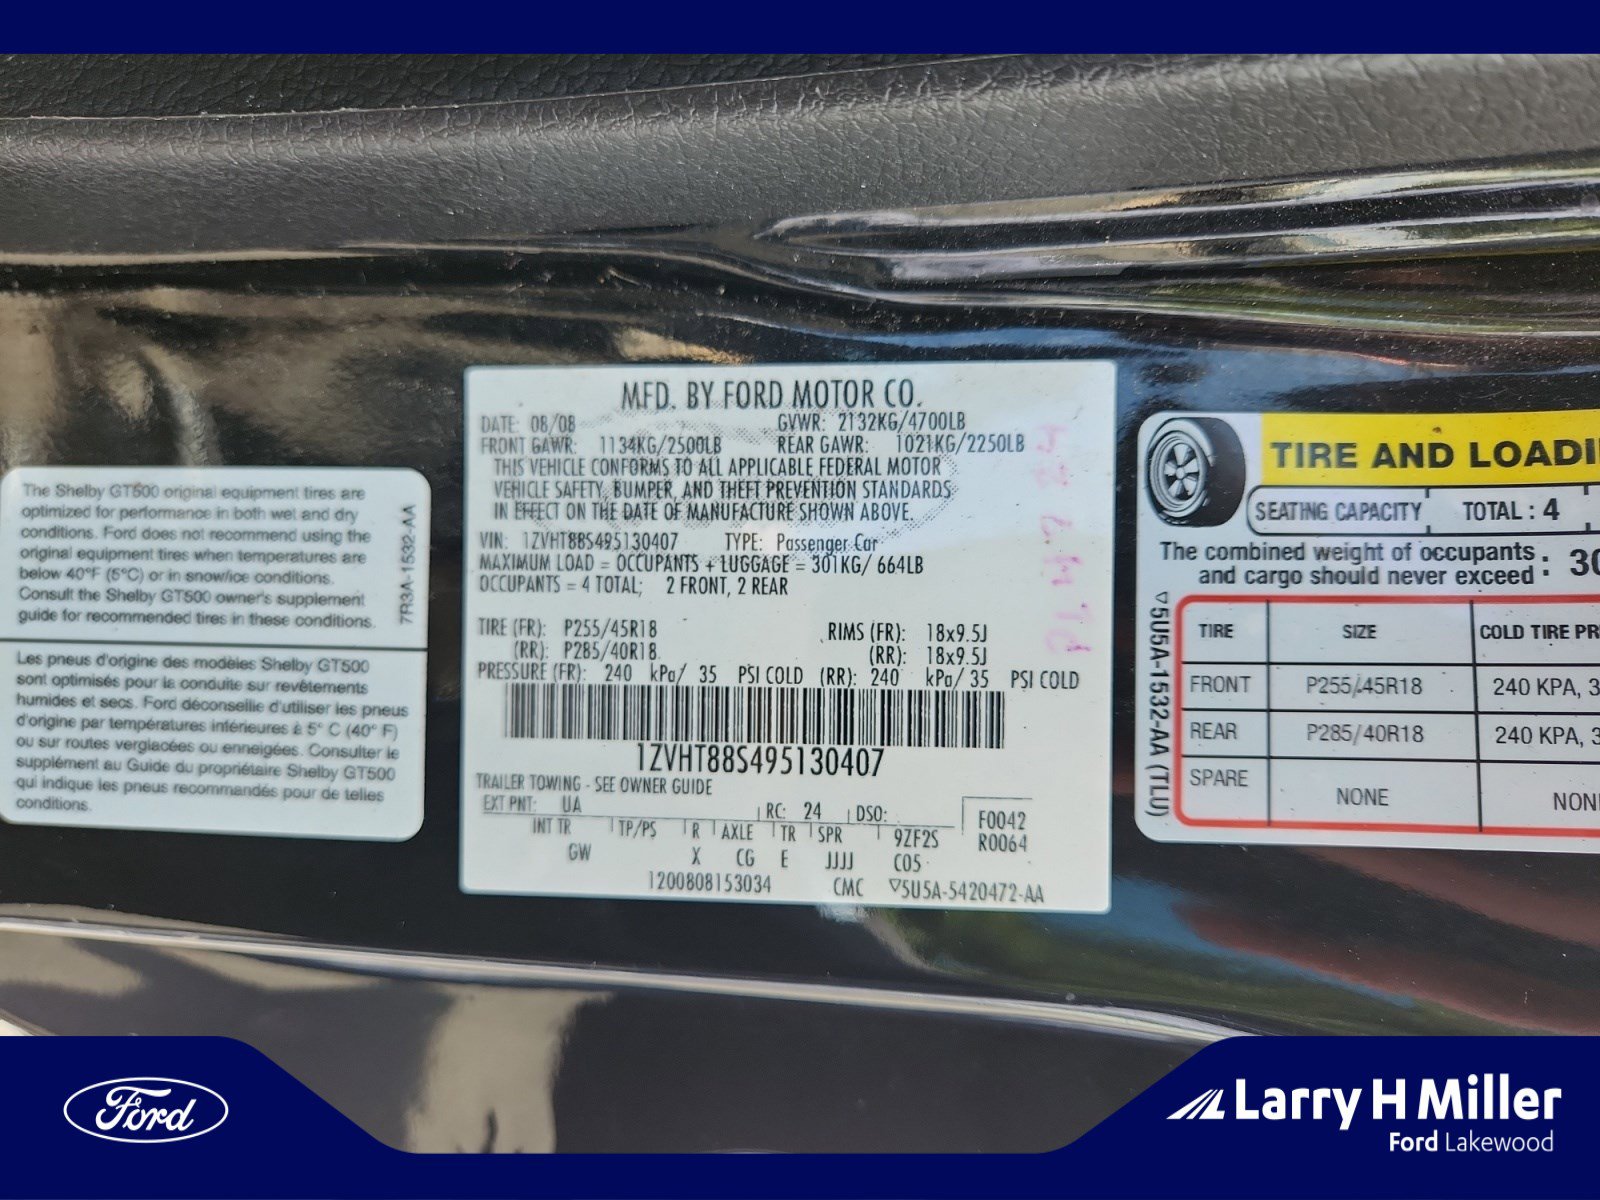 The Shelby GT500 original equipment tires are
optimized for performance in both wet and dry
conditions. Ford does not recommend using the
original equipment tires when temperatures are
below 40°F (5°C) or in snow/ice conditions.
Consult the Shelby GT500 owner's supplement
guide for recommended tires in these conditions.
7R3A-1532-AA
Les pneus d'origine des modèles Shelby GT500
sont optimisés pour la conduite sur revêtements
humides et secs. Ford déconseille d'utiliser les pneus
d'origine par températures inférieures à 5° C (40° F)
ou sur routes verglacées ou enneigées. Consulter le
supplément au Guide du propriétaire Shelby GT500
qui indique les pneus recommandés pour de telles
conditions.
MFD. BY FORD MOTOR CO.
DATE: 08/08 GVWR: 2132KG/4700LB
FRONT GAWR: 1134KG/2500LB REAR GAWR: 1021KG/2250LB
THIS VEHICLE CONFORMS TO ALL APPLICABLE FEDERAL MOTOR
VEHICLE SAFETY, BUMPER, AND THEFT PREVENTION STANDARDS
IN EFFECT ON THE DATE OF MANUFACTURE SHOWN ABOVE.
VIN: 1ZVHT88S495130407 TYPE: Passenger Car
MAXIMUM LOAD = OCCUPANTS + LUGGAGE = 301KG/ 664LB
OCCUPANTS = 4 TOTAL; 2 FRONT, 2 REAR
TIRE (FR): P255/45R18 RIMS (FR): 18x9.5J
(RR): P285/40R18 (RR): 18x9.5J
PRESSURE (FR): 240 kPa/ 35 PSI COLD (RR): 240 kPa/ 35 PSI COLD
1ZVHT88S495130407
TRAILER TOWING - SEE OWNER GUIDE
EXT PNT: UA RC: 24 DSO: F0042
INT TR TP/PS R AXLE TR SPR 9ZF2S R0064
GW X CG E JJJJ C05
1200808153034 CMC ▽5U5A-5420472-AA
TIRE AND LOADI
SEATING CAPACITY TOTAL : 4
The combined weight of occupants
and cargo should never exceed : 30
▽5U5A-1532-AA (TLU)
TIRE SIZE COLD TIRE PR
FRONT P255/45R18 240 KPA, 3
REAR P285/40R18 240 KPA, 3
SPARE NONE NON
Ford
Larry H Miller
Ford Lakewood